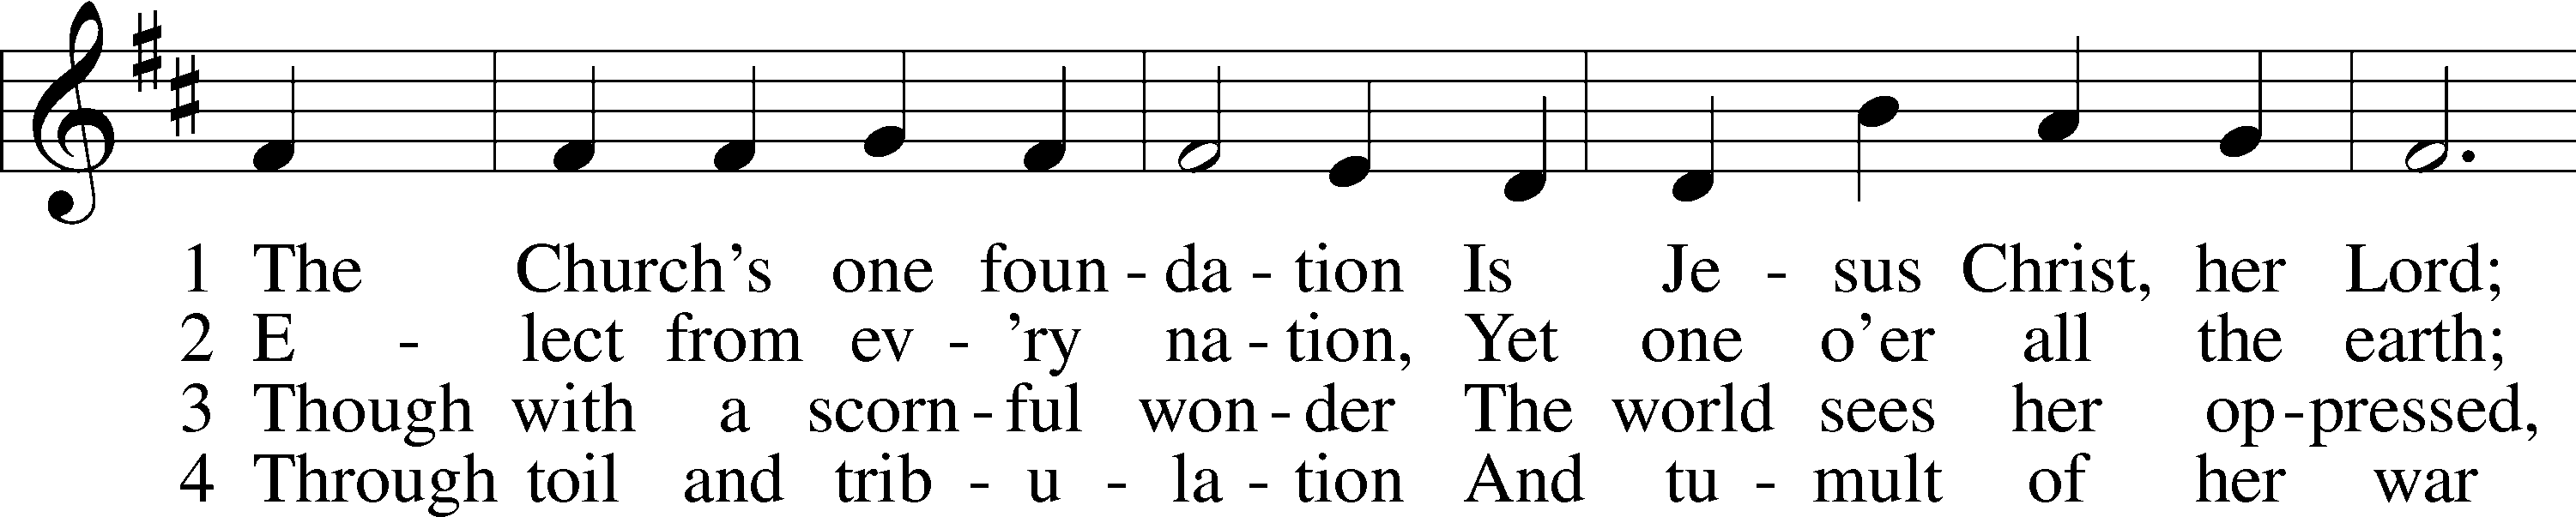 1 The Church's one foun - da - tion Is Je - sus Christ, her Lord;
2 E - lect from ev - 'ry na - tion, Yet one o'er all the earth;
3 Though with a scorn - ful won - der The world sees her op - pressed,
4 Through toil and trib - u - la - tion And tu - mult of her war